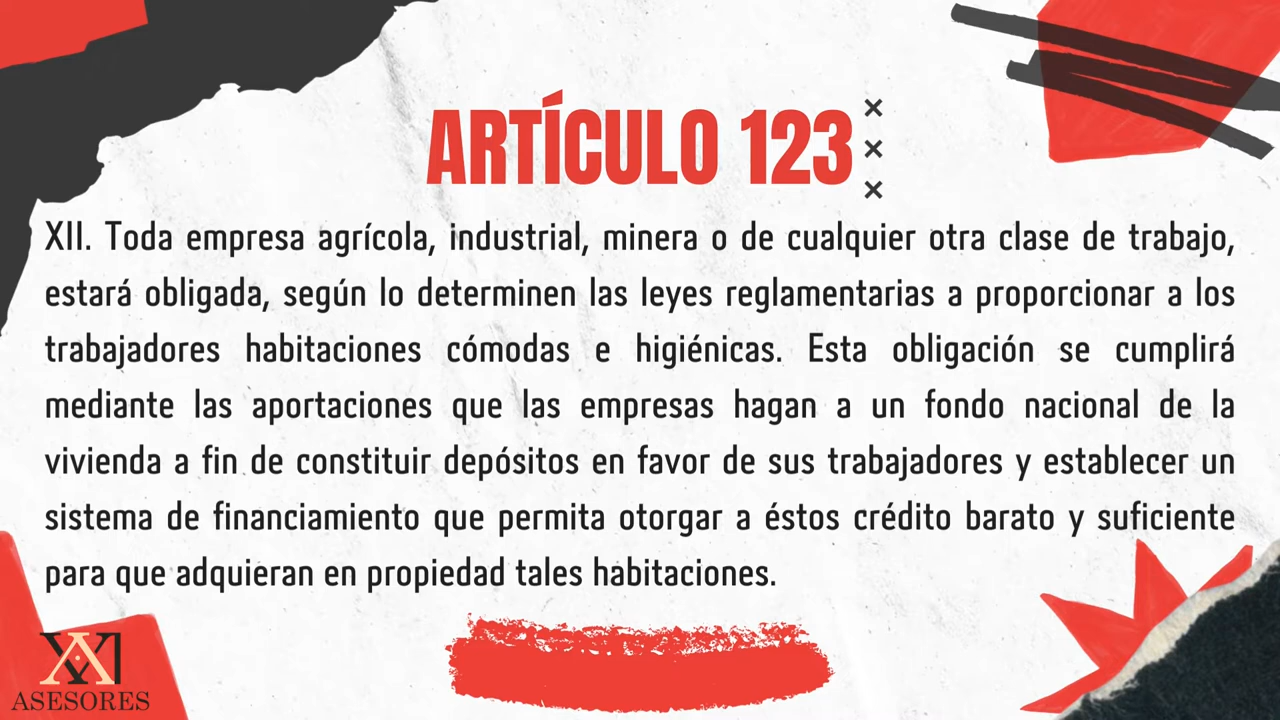 ARTÍCULO 123
XII. Toda empresa agrícola, industrial, minera o de cualquier otra clase de trabajo,
estará obligada, según lo determinen las leyes reglamentarias a proporcionar a los
trabajadores habitaciones cómodas e higiénicas. Esta obligación se cumplirá
mediante las aportaciones que las empresas hagan a un fondo nacional de la
vivienda a fin de constituir depósitos en favor de sus trabajadores y establecer un
sistema de financiamiento que permita otorgar a éstos crédito barato y suficiente
para que adquieran en propiedad tales habitaciones.
ASESORES